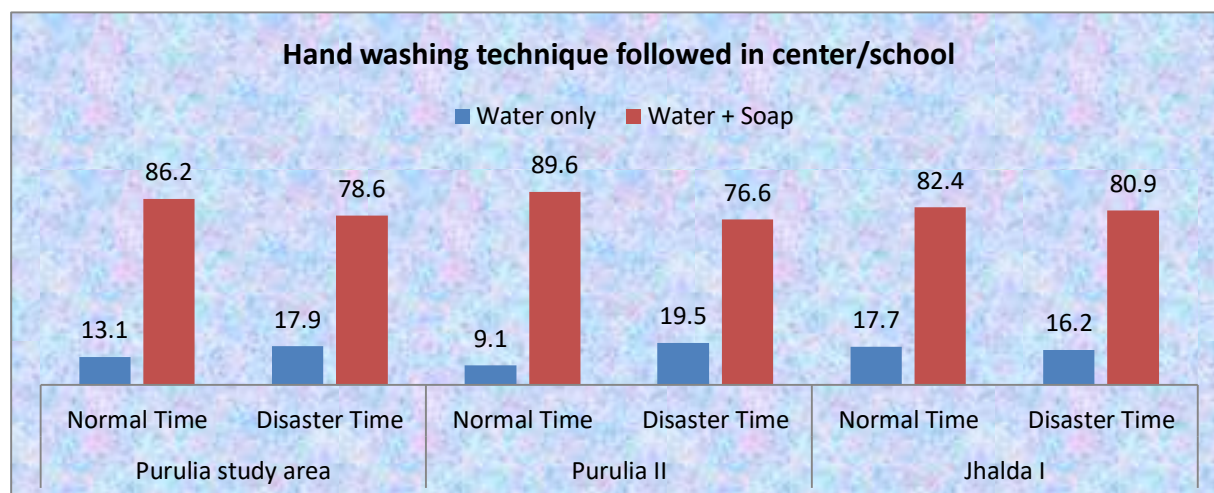 Hand washing technique followed in center/school
Water only Water + Soap
86.2 78.6 89.6 76.6 82.4 80.9
13.1 17.9 9.1 19.5 17.7 16.2
Normal Time Disaster Time Normal Time Disaster Time Normal Time Disaster Time
Purulia study area Purulia II Jhalda I